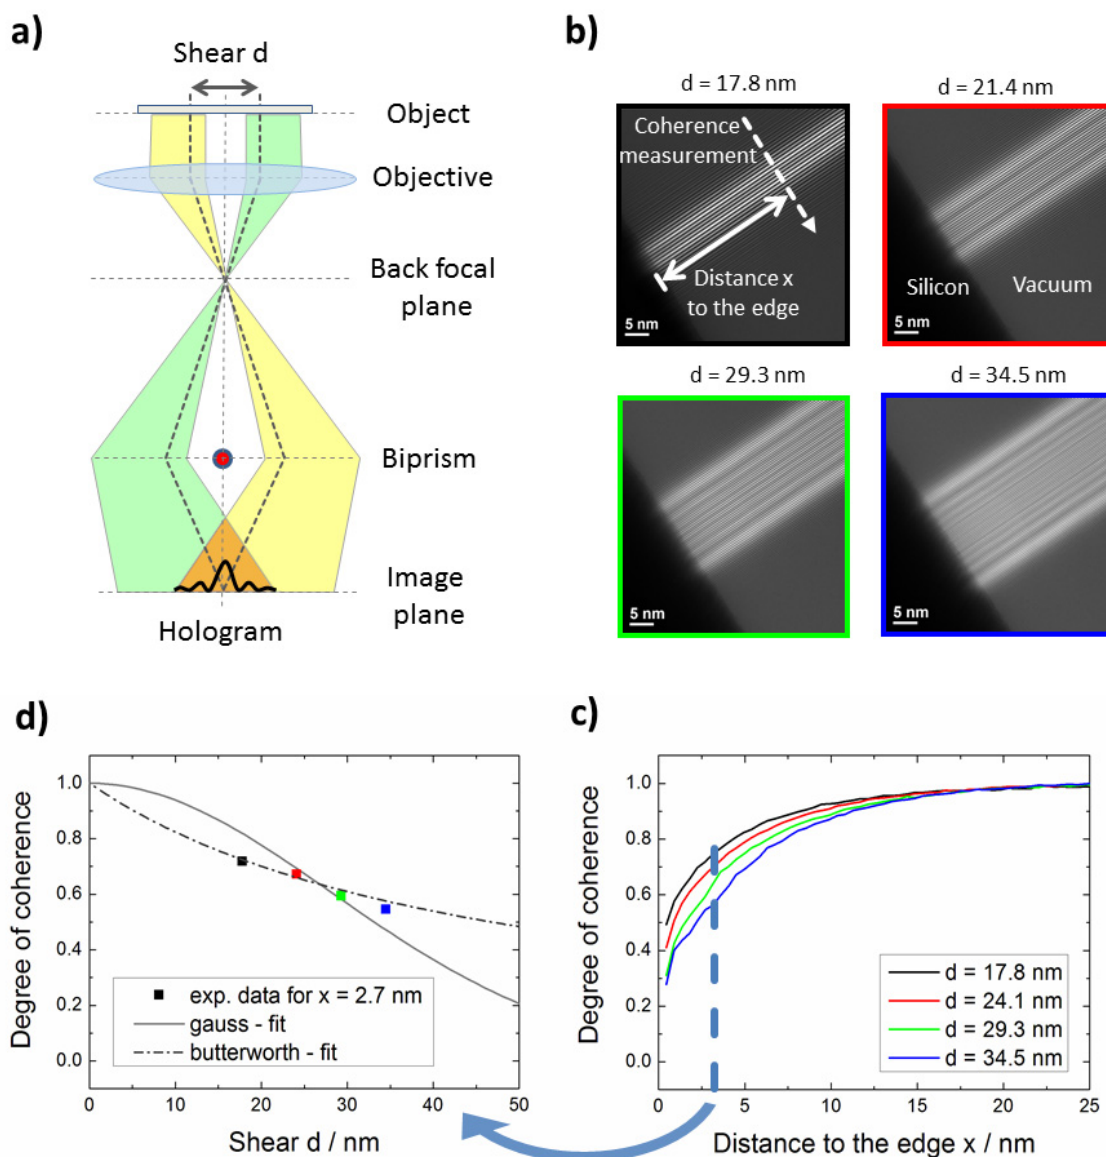 a)
Shear d
Object
Objective
Back focal
plane
Biprism
Image
plane
Hologram
b)
d = 17.8 nm
Coherence
measurement
Distance x
to the edge
5 nm
d = 21.4 nm
Silicon
Vacuum
5 nm
d = 29.3 nm
5 nm
d = 34.5 nm
5 nm
d)
Degree of coherence
1.0
0.8
0.6
0.4
0.2
0.0
exp. data for x = 2.7 nm
gauss - fit
butterworth - fit
0 10 20 30 40 50
Shear d / nm
c)
Degree of coherence
1.0
0.8
0.6
0.4
0.2
0.0
d = 17.8 nm
d = 24.1 nm
d = 29.3 nm
d = 34.5 nm
0 5 10 15 20 25
Distance to the edge x / nm